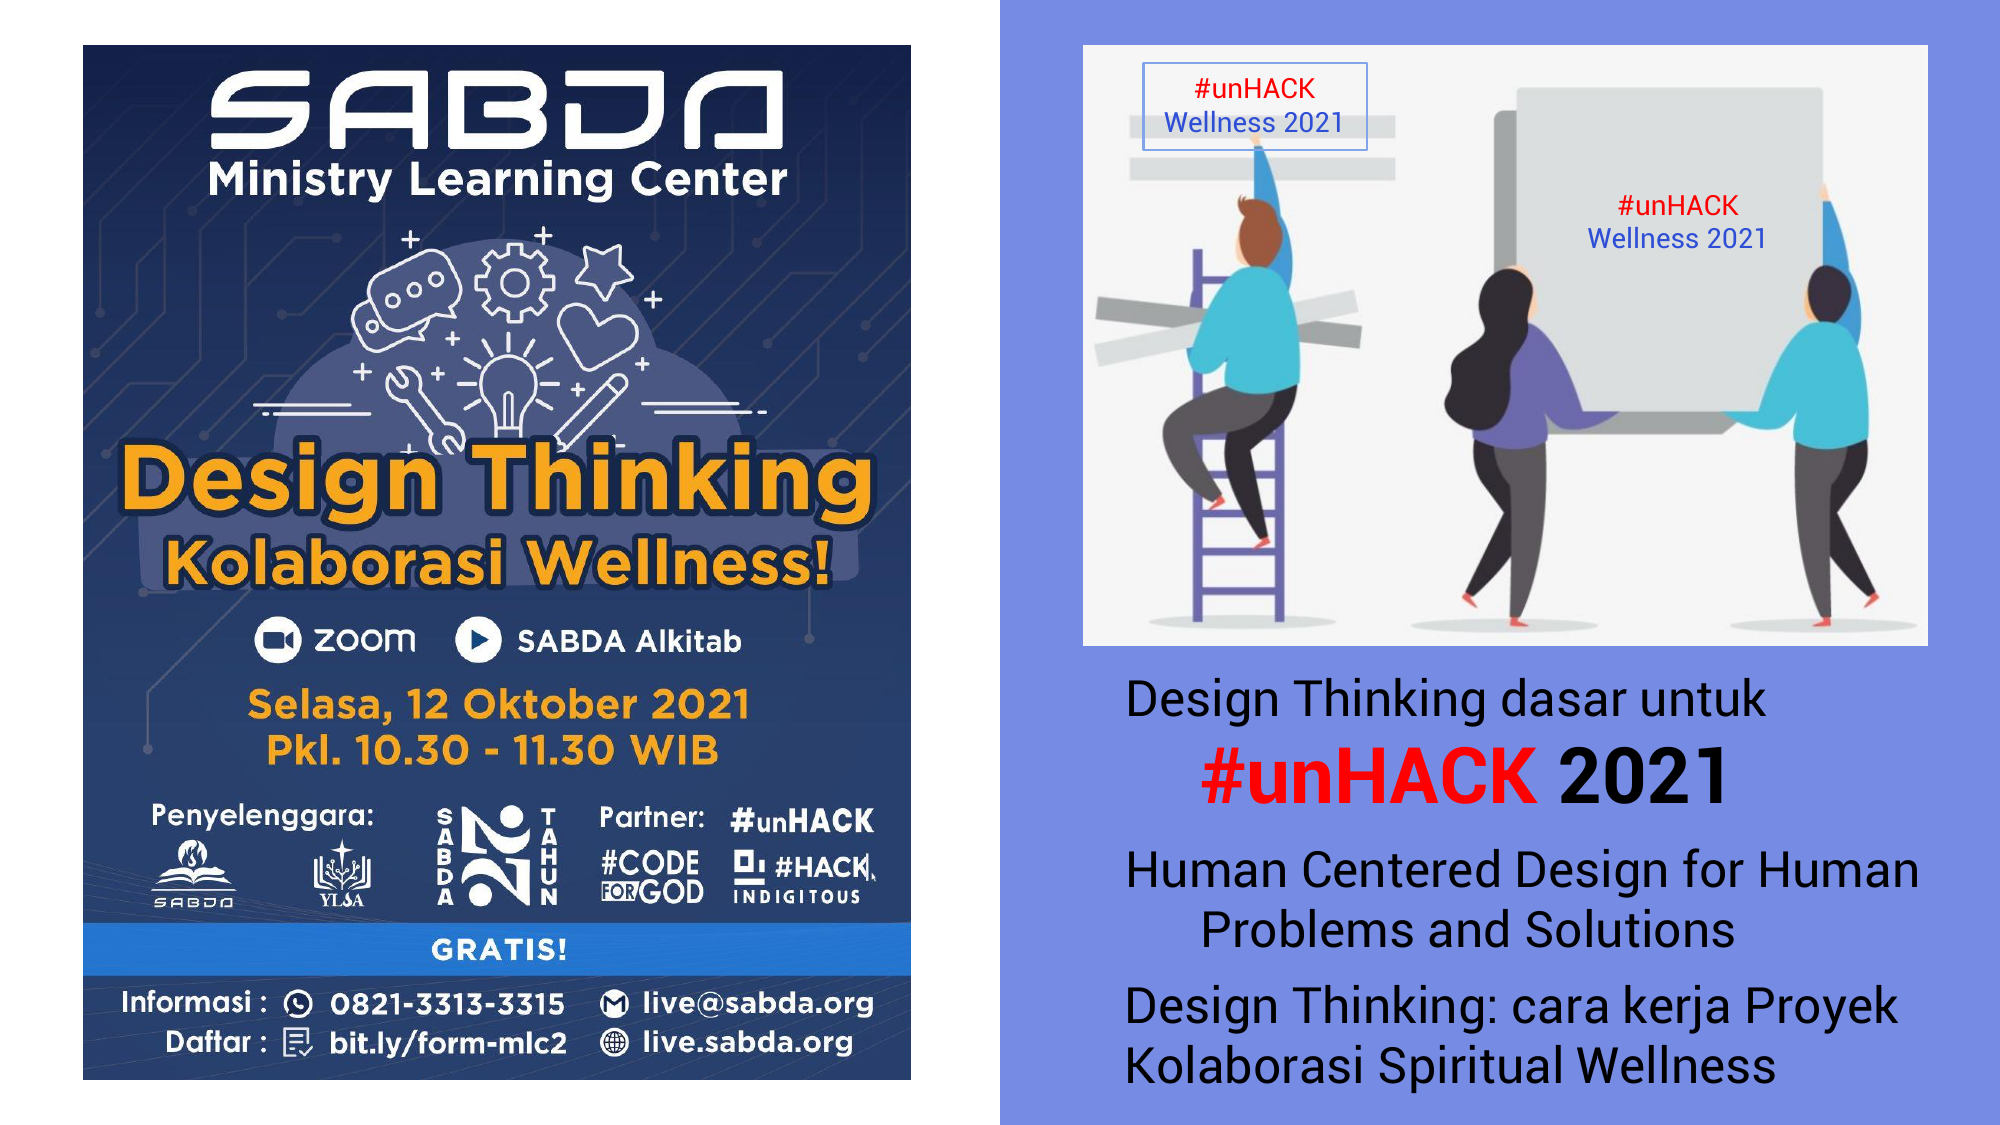 SABDA
Ministry Learning Center
Design Thinking
Kolaborasi Wellness!
zoom SABDA Alkitab
Selasa, 12 Oktober 2021
Pkl. 10.30 - 11.30 WIB
Penyelenggara:
SABDA
YLSA
SABDA 27 TAHUN
Partner: #unHACK
#CODE FOR GOD
#HACK
INDIGITOUS
GRATIS!
Informasi : 0821-3313-3315 live@sabda.org
Daftar : bit.ly/form-mlc2 live.sabda.org
#unHACK
Wellness 2021
#unHACK
Wellness 2021
Design Thinking dasar untuk
#unHACK 2021
Human Centered Design for Human
Problems and Solutions
Design Thinking: cara kerja Proyek
Kolaborasi Spiritual Wellness